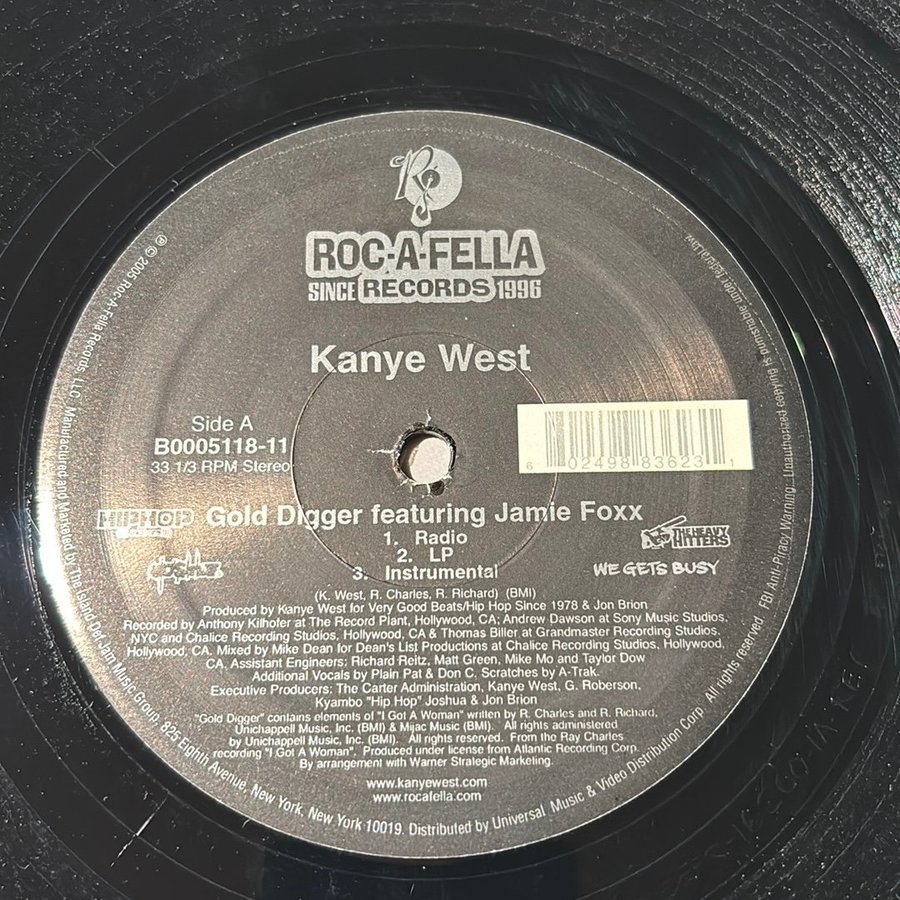 ROC-A-FELLA
SINCE RECORDS 1996
Kanye West
Side A
B0005118-11
33 1/3 RPM Stereo
6 02498 83623 1
HIPHOP
Gold Digger featuring Jamie Foxx
1. Radio
2. LP
3. Instrumental
THE HEAVY
HITTERS
WE GETS BUSY
(K. West, R. Charles, R. Richard) (BMI)
Produced by Kanye West for Very Good Beats/Hip Hop Since 1978 & Jon Brion
Recorded by Anthony Kilhofer at The Record Plant, Hollywood, CA; Andrew Dawson at Sony Music Studios,
NYC and Chalice Recording Studios, Hollywood, CA & Thomas Biller at Grandmaster Recording Studios,
Hollywood, CA. Mixed by Mike Dean for Dean's List Productions at Chalice Recording Studios, Hollywood,
CA. Assistant Engineers: Richard Reitz, Matt Green, Mike Mo and Taylor Dow
Additional Vocals by Plain Pat & Don C. Scratches by A-Trak.
Executive Producers: The Carter Administration, Kanye West, G. Roberson,
Kyambo "Hip Hop" Joshua & Jon Brion
"Gold Digger" contains elements of "I Got A Woman" written by R. Charles and R. Richard,
Unichappell Music, Inc. (BMI) & Mijac Music (BMI). All rights administered
by Unichappell Music, Inc. (BMI). All rights reserved. From the Ray Charles
recording "I Got A Woman". Produced under license from Atlantic Recording Corp.
By arrangement with Warner Strategic Marketing.
www.kanyewest.com
www.rocafella.com
℗ © 2005 Roc-A-Fella Records, LLC. Manufactured and Marketed by The Island Def Jam Music Group, 825 Eighth Avenue, New York, New York 10019. Distributed by Universal Music & Video Distribution Corp. All rights reserved. FBI Anti-Piracy Warning: Unauthorized copying is punishable under federal law.